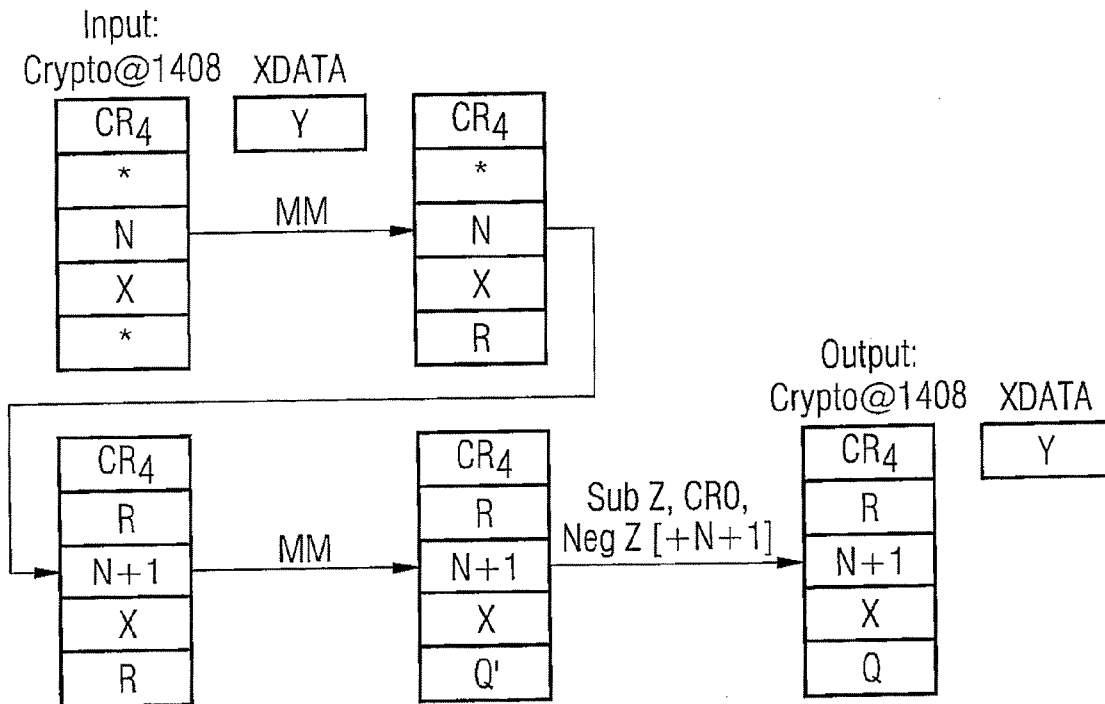 Input:
Crypto@1408 XDATA
CR4
*
N
X
*
Y
MM
CR4
*
N
X
R
CR4
R
N+1
X
R
MM
CR4
R
N+1
X
Q'
Sub Z, CR0,
Neg Z [+N+1]
Output:
Crypto@1408 XDATA
CR4
R
N+1
X
Q
Y